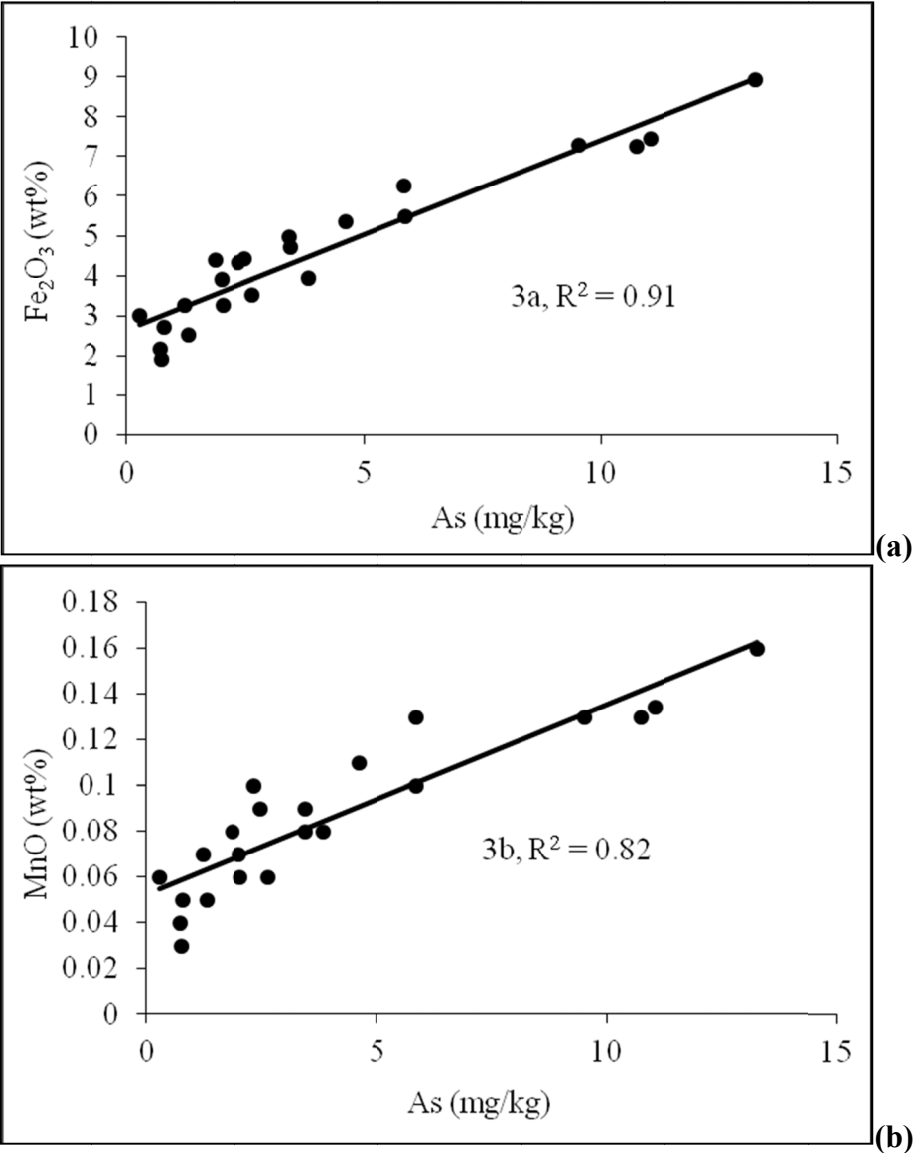 10
9
8
7
6
5
4
3
2
1
0
Fe₂O₃ (wt%)
3a, R² = 0.91
0 5 10 15
As (mg/kg)
(a)
0.18
0.16
0.14
0.12
0.1
0.08
0.06
0.04
0.02
0
MnO (wt%)
3b, R² = 0.82
0 5 10 15
As (mg/kg)
(b)